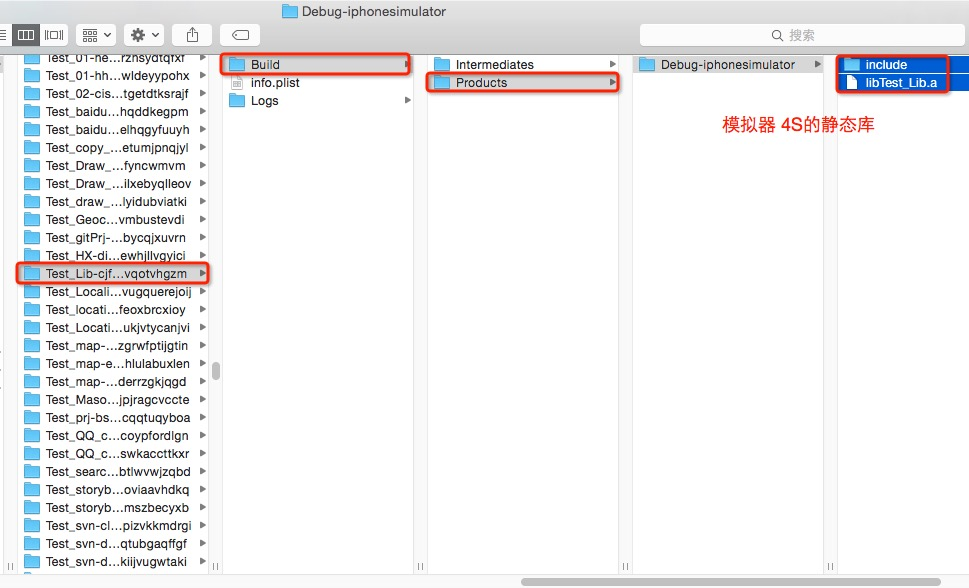 Debug-iphonesimulator
搜索
Test_01-he...rzhsydtqfxf
Test_01-hh...wldeyypohx
Test_02-cis...tgetdtksrajf
Test_baidu...hqddkegpm
Test_baidu...elhqgyfuuyh
Test_copy_...etumjpnqjyl
Test_Draw_...fyncwmvm
Test_Draw_...ilxebyqlleov
Test_draw_...lyidubviatki
Test_Geoc...vmbustevdi
Test_gitPrj-...bycqjxuvrn
Test_HX-di...ewhjllvgyici
Test_Lib-cjf...vqotvhgzm
Test_Locali...vugquerejoij
Test_locati...feoxbrcxioy
Test_Locati...ukjvtycanjvi
Test_map-...zgrwfptijgtin
Test_map-e...hlulabuxlen
Test_map-...derrzgkjqgd
Test_Maso...jpjragcvccte
Test_prj-bs...cqqtuqyboa
Test_QQ_c...coypfordlgn
Test_QQ_c...swkaccttkxr
Test_searc...btlwvwjzqbd
Test_storyb...oviaavhdkq
Test_storyb...mszbecyxb
Test_svn-cl...pizvkkmdrgi
Test_svn-d...qtubgaqffgf
Test_svn-d...kiijvugwtaki
Build
info.plist
Logs
Intermediates
Products
Debug-iphonesimulator
include
libTest_Lib.a
模拟器 4S的静态库